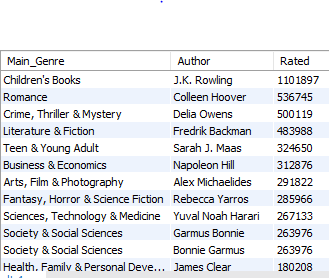 Main_Genre Author Rated
Children's Books J.K. Rowling 1101897
Romance Colleen Hoover 536745
Crime, Thriller & Mystery Delia Owens 500119
Literature & Fiction Fredrik Backman 483988
Teen & Young Adult Sarah J. Maas 324650
Business & Economics Napoleon Hill 312876
Arts, Film & Photography Alex Michaelides 291822
Fantasy, Horror & Science Fiction Rebecca Yarros 285966
Sciences, Technology & Medicine Yuval Noah Harari 267133
Society & Social Sciences Garmus Bonnie 263976
Society & Social Sciences Bonnie Garmus 263976
Health, Family & Personal Deve... James Clear 180208